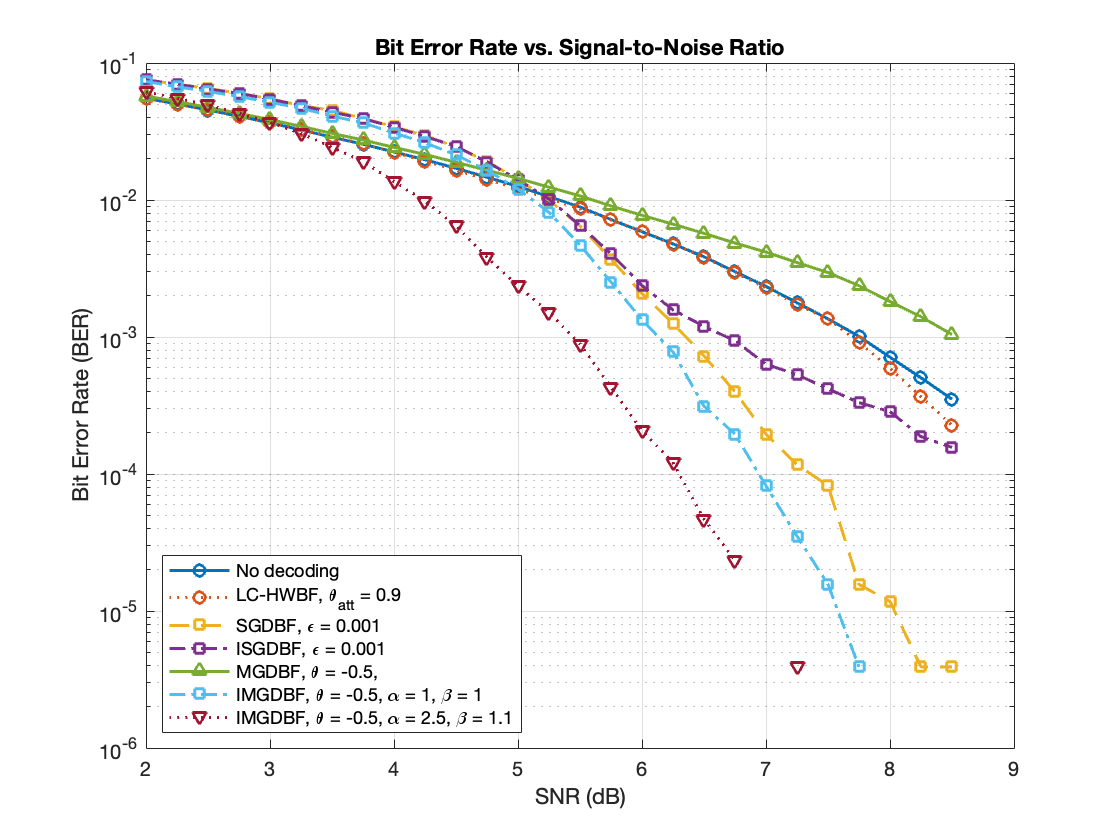 Bit Error Rate vs. Signal-to-Noise Ratio
10^-1
10^-2
10^-3
10^-4
10^-5
10^-6
Bit Error Rate (BER)
No decoding
LC-HWBF, θ_att = 0.9
SGDBF, ϵ = 0.001
ISGDBF, ϵ = 0.001
MGDBF, θ = -0.5,
IMGDBF, θ = -0.5, α = 1, β = 1
IMGDBF, θ = -0.5, α = 2.5, β = 1.1
2 3 4 5 6 7 8 9
SNR (dB)